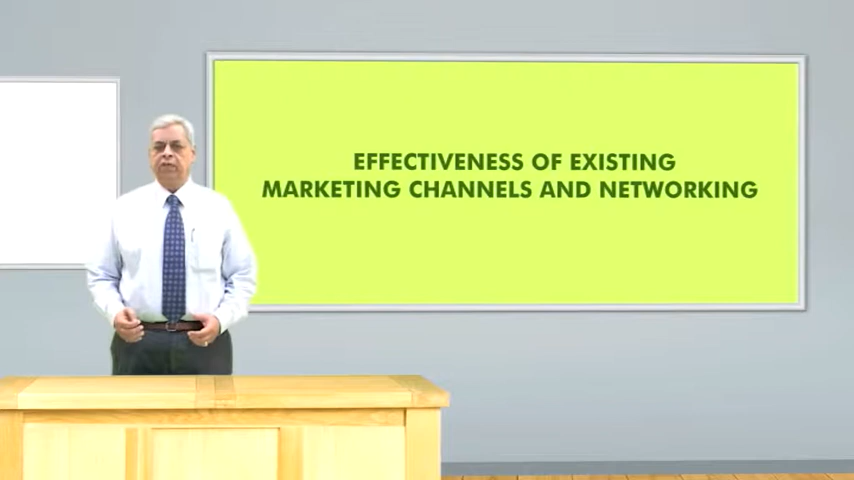 EFFECTIVENESS OF EXISTING
MARKETING CHANNELS AND NETWORKING